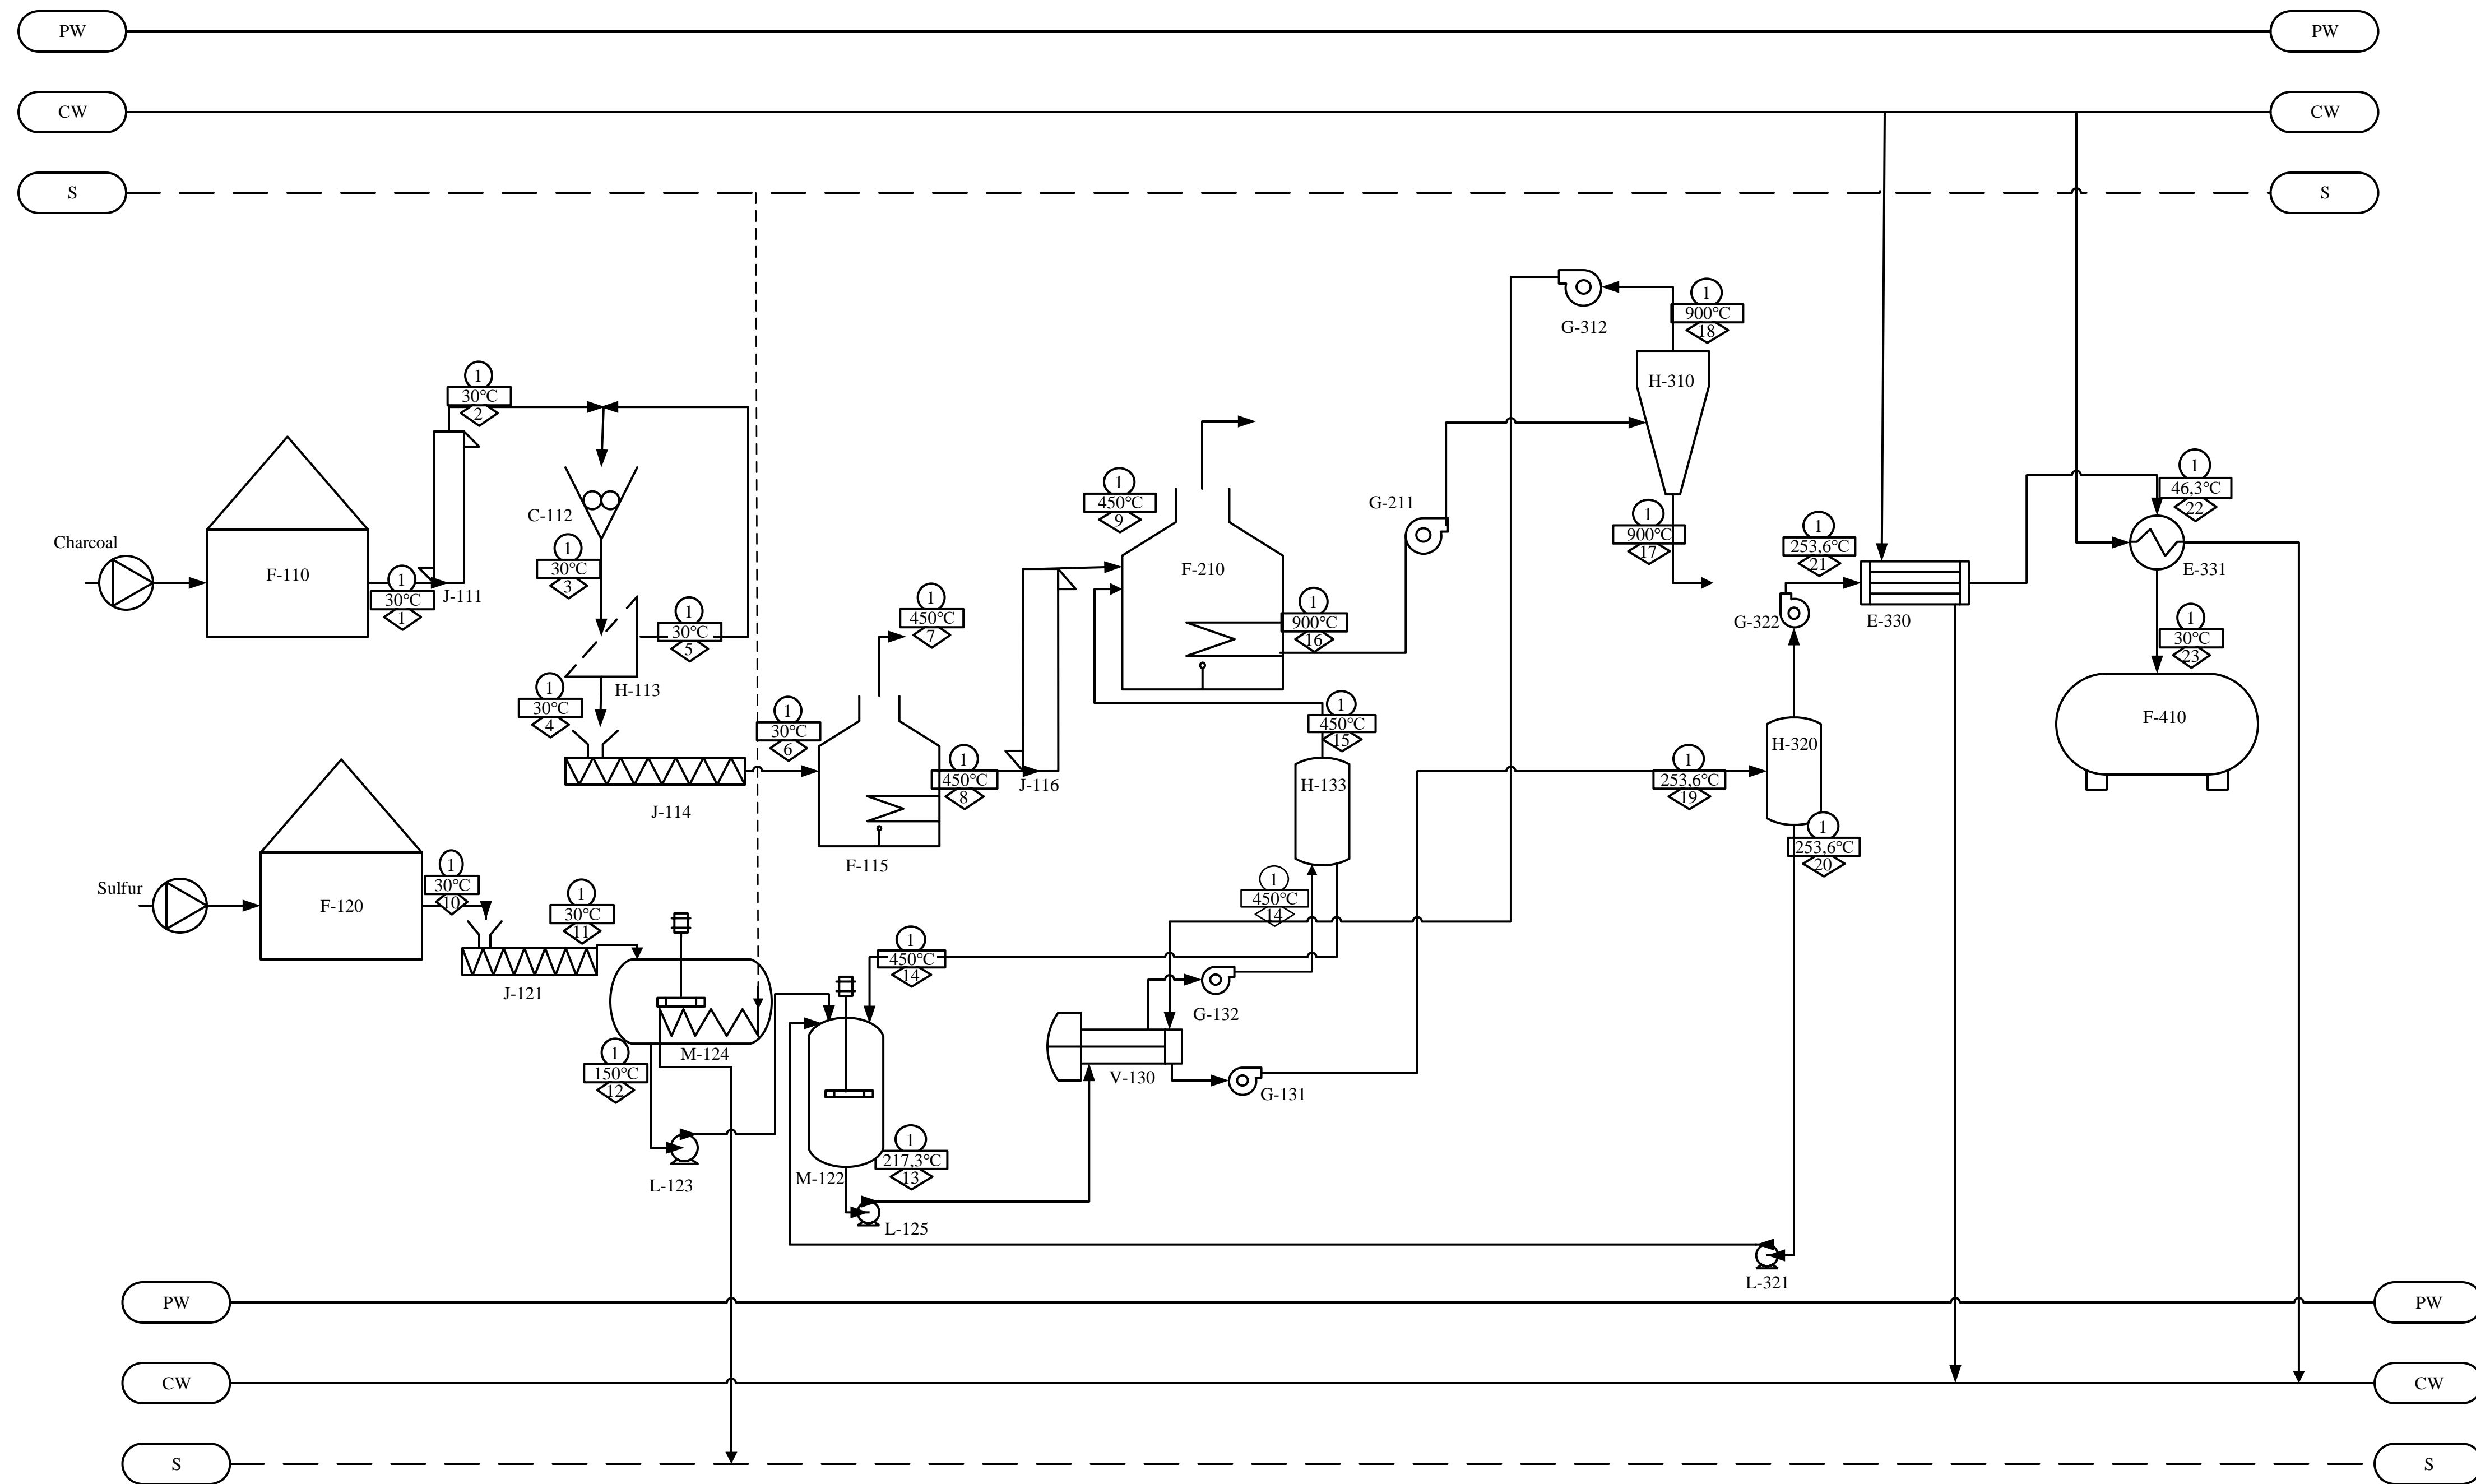 PW
PW
CW
CW
S
S
1
900°C
18
G-312
1
30°C
2
H-310
C-112
1
450°C
9
G-211
1
900°C
17
1
46,3°C
22
1
253,6°C
21
E-331
Charcoal
F-110
1
30°C
1
J-111
1
30°C
3
1
30°C
5
H-113
1
450°C
7
F-210
1
900°C
16
G-322
E-330
1
30°C
23
1
30°C
4
1
30°C
6
1
450°C
15
H-320
F-410
J-114
1
450°C
8
J-116
H-133
1
253,6°C
19
F-115
1
253,6°C
20
Sulfur
F-120
1
30°C
10
1
30°C
11
1
450°C
14
J-121
1
450°C
14
G-132
M-124
1
150°C
12
V-130
G-131
L-123
M-122
1
217,3°C
13
L-125
L-321
PW
PW
CW
CW
S
S